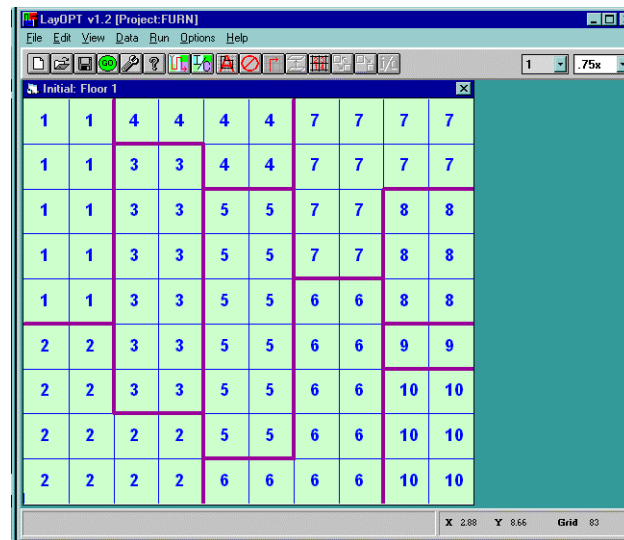 LayOPT v1.2 [Project:FURN]
File Edit View Data Run Options Help
GO ? 1 .75x
Initial: Floor 1
1 1 4 4 4 4 7 7 7 7
1 1 3 3 4 4 7 7 7 7
1 1 3 3 5 5 7 7 8 8
1 1 3 3 5 5 7 7 8 8
1 1 3 3 5 5 6 6 8 8
2 2 3 3 5 5 6 6 9 9
2 2 3 3 5 5 6 6 10 10
2 2 2 2 5 5 6 6 10 10
2 2 2 2 6 6 6 6 10 10
X 2.88 Y 8.66 Grid 83